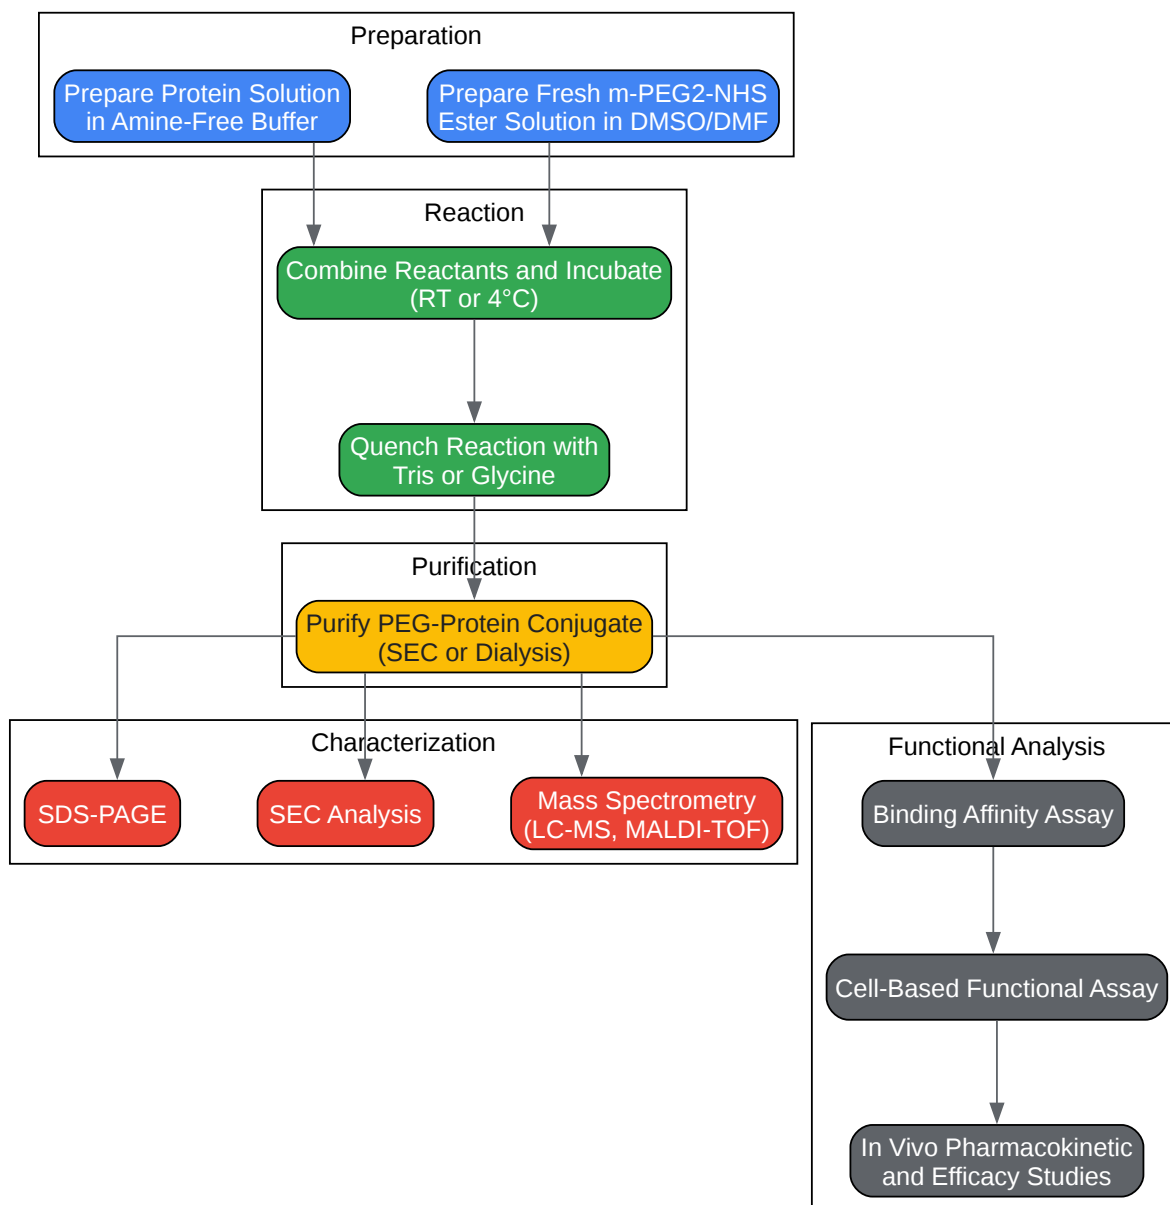 Preparation
Prepare Protein Solution
in Amine-Free Buffer
Prepare Fresh m-PEG2-NHS
Ester Solution in DMSO/DMF
Reaction
Combine Reactants and Incubate
(RT or 4°C)
Quench Reaction with
Tris or Glycine
Purification
Purify PEG-Protein Conjugate
(SEC or Dialysis)
Characterization
SDS-PAGE
SEC Analysis
Mass Spectrometry
(LC-MS, MALDI-TOF)
Functional Analysis
Binding Affinity Assay
Cell-Based Functional Assay
In Vivo Pharmacokinetic
and Efficacy Studies